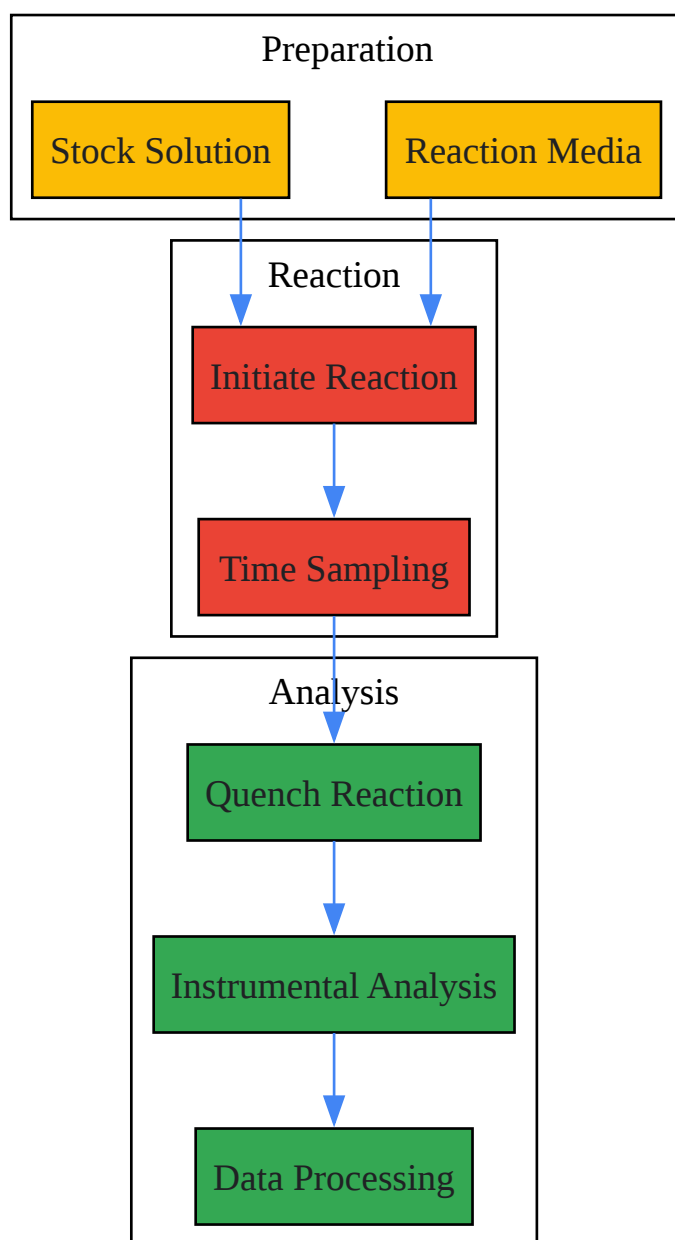 Preparation
Stock Solution
Reaction Media
Reaction
Initiate Reaction
Time Sampling
Analysis
Quench Reaction
Instrumental Analysis
Data Processing